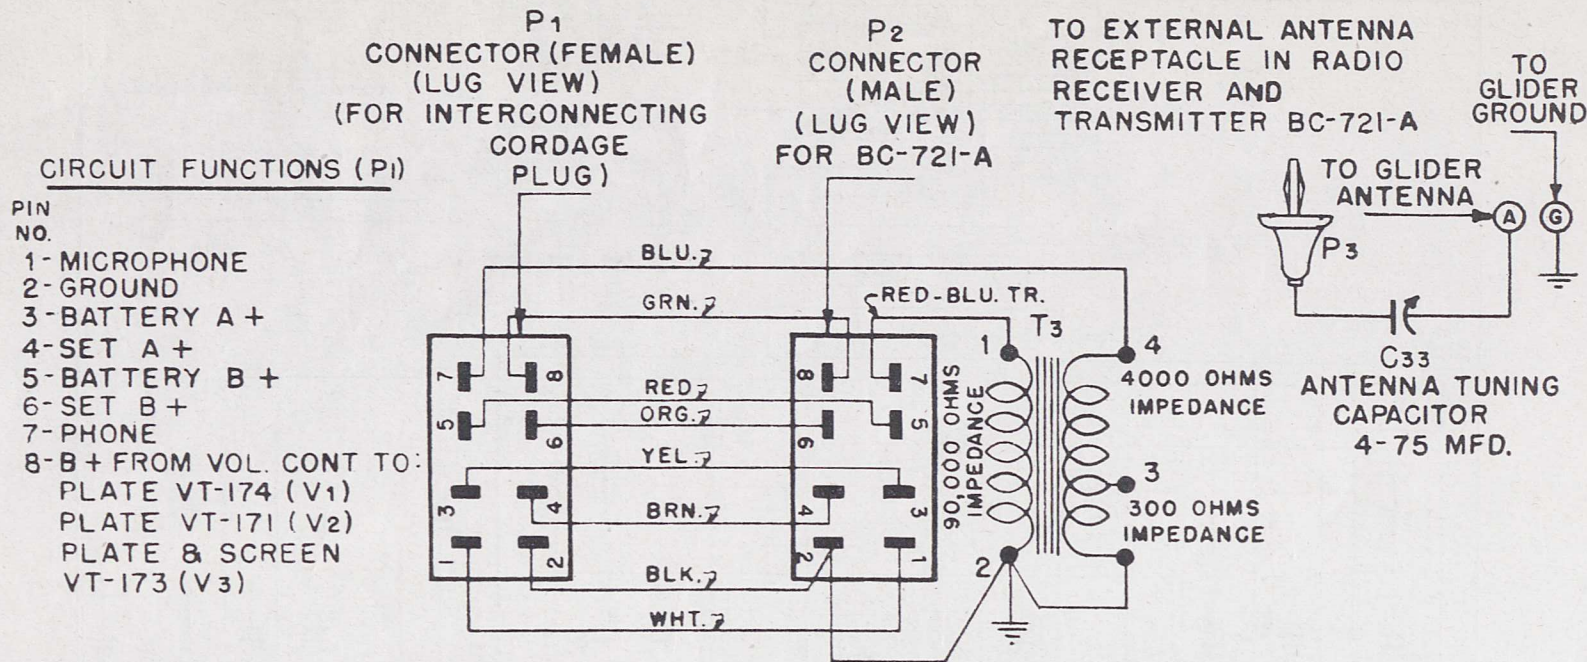 P1
CONNECTOR (FEMALE)
(LUG VIEW)
(FOR INTERCONNECTING
CORDAGE
PLUG)
P2
CONNECTOR
(MALE)
(LUG VIEW)
FOR BC-721-A
TO EXTERNAL ANTENNA
RECEPTACLE IN RADIO
RECEIVER AND
TRANSMITTER BC-721-A
TO
GLIDER
GROUND
TO GLIDER
ANTENNA
A
G
P3
C33
ANTENNA TUNING
CAPACITOR
4-75 MFD.
CIRCUIT FUNCTIONS (P1)
PIN
NO.
1- MICROPHONE
2- GROUND
3- BATTERY A +
4- SET A +
5- BATTERY B +
6- SET B +
7- PHONE
8- B + FROM VOL. CONT TO:
PLATE VT-174 (V1)
PLATE VT-171 (V2)
PLATE & SCREEN
VT-173 (V3)
BLU.
GRN.
RED
ORG.
YEL.
BRN.
BLK.
WHT.
RED-BLU. TR.
7
8
5
6
3
4
1
2
8
7
6
5
4
3
2
1
T3
1
2
90,000 OHMS
IMPEDANCE
4
4000 OHMS
IMPEDANCE
3
300 OHMS
IMPEDANCE